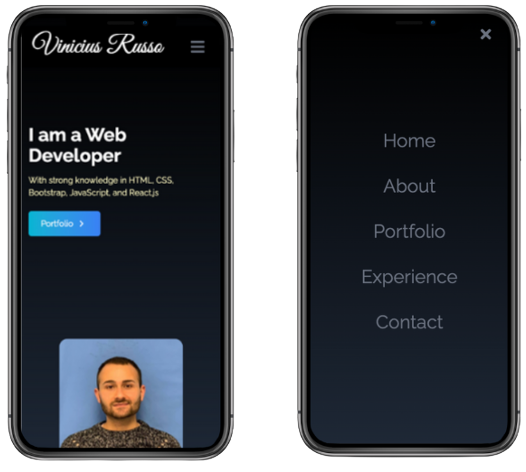 Vinicius Russo
I am a Web
Developer
With strong knowledge in HTML, CSS,
Bootstrap, JavaScript, and React.js
Portfolio
Home
About
Portfolio
Experience
Contact